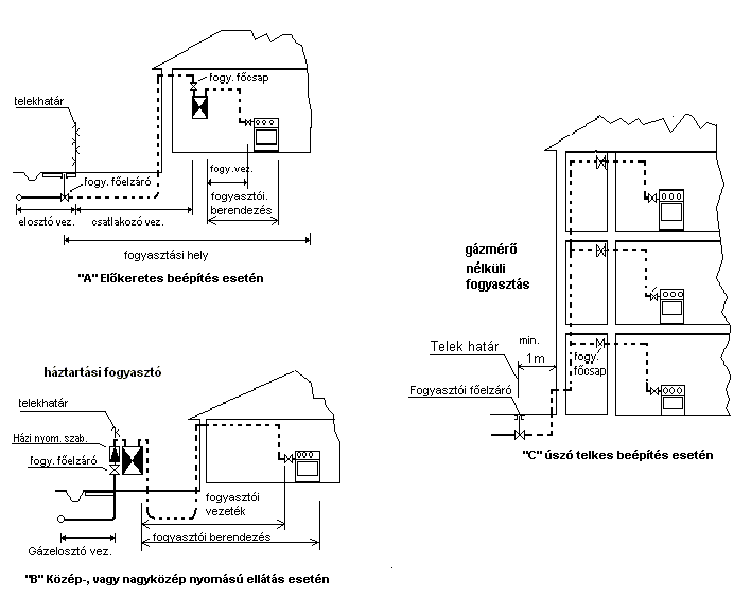 fogy. főcsap
telekhatár
fogy. főelzáró
fogy.vez.
fogyasztói.
berendezés
elosztó vez.
csatlakozó vez.
fogyasztási hely
"A" Előkeretes beépítés esetén
háztartási fogyasztó
telekhatár
Házi nyom. szab.
fogy. főelzáró
fogyasztói
vezeték
fogyasztói berendezés
Gázelosztó vez.
"B" Közép-, vagy nagyközép nyomású ellátás esetén
gázmérő
nélküli
fogyasztás
min.
1 m
Telek határ
fogy.
főcsap
Fogyasztói főelzáró
"C" úszó telkes beépítés esetén